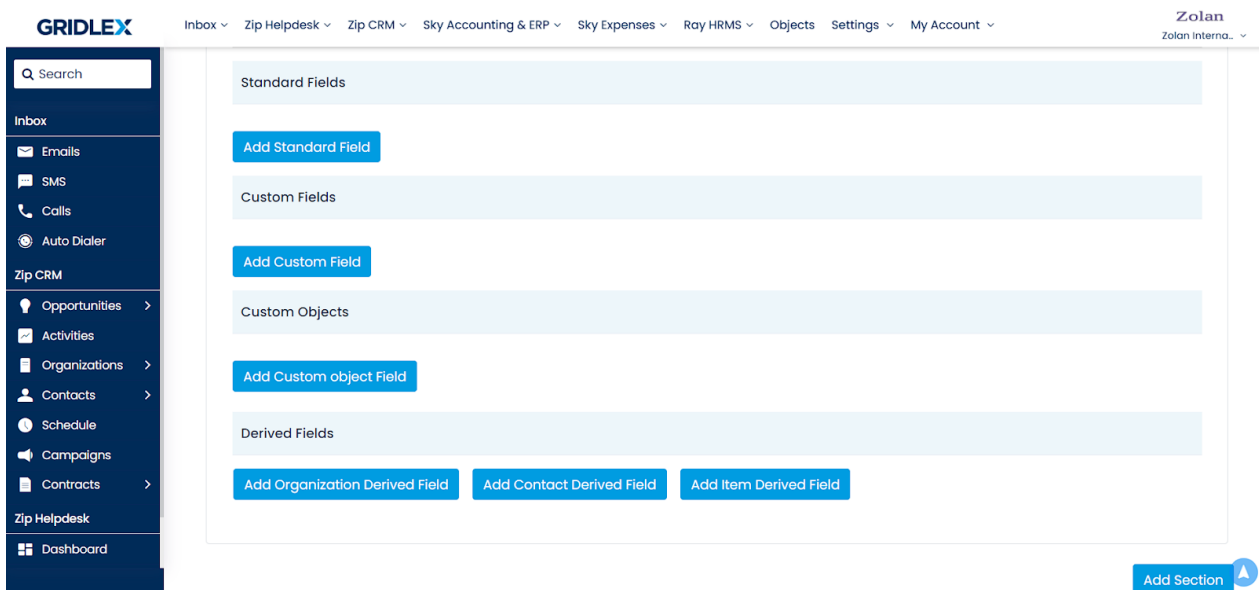 GRIDLEX
Inbox Zip Helpdesk Zip CRM Sky Accounting & ERP Sky Expenses Ray HRMS Objects Settings My Account
Zolan
Zolan Interna..
Search
Inbox
Emails
SMS
Calls
Auto Dialer
Zip CRM
Opportunities
Activities
Organizations
Contacts
Schedule
Campaigns
Contracts
Zip Helpdesk
Dashboard
Standard Fields
Add Standard Field
Custom Fields
Add Custom Field
Custom Objects
Add Custom object Field
Derived Fields
Add Organization Derived Field Add Contact Derived Field Add Item Derived Field
Add Section